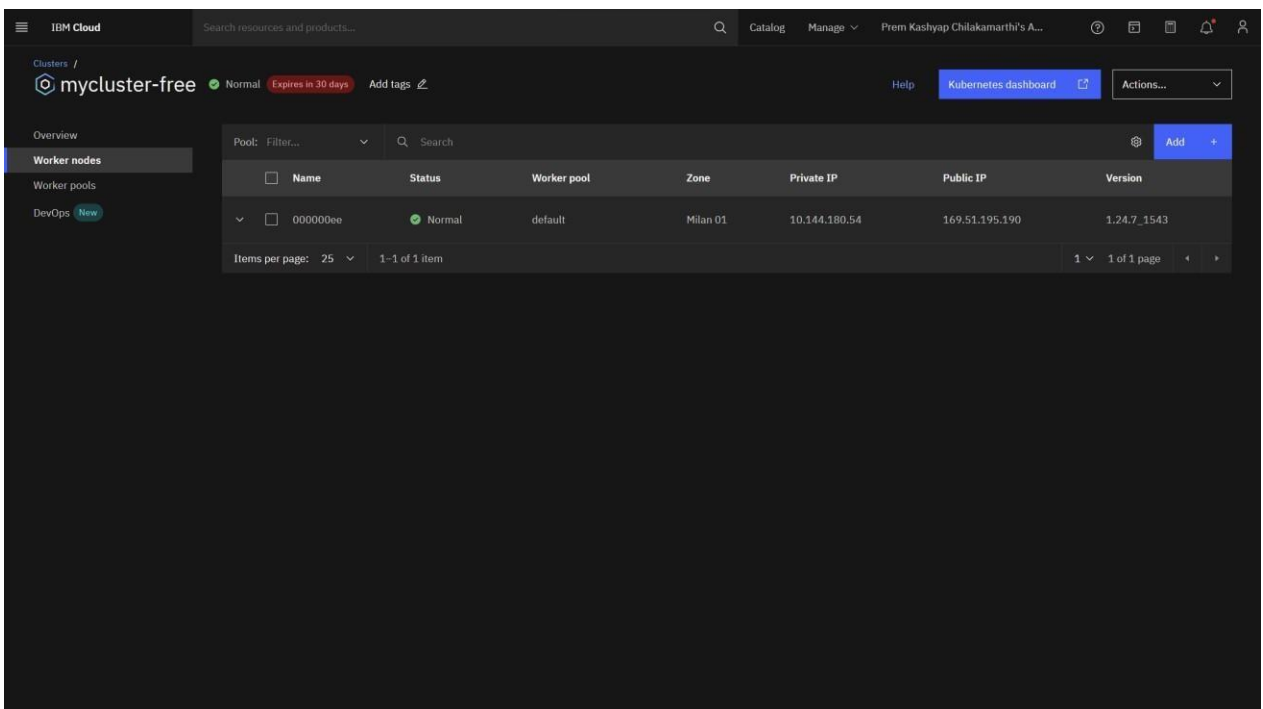 IBM Cloud Search resources and products... Catalog Manage Prem Kashyap Chilakamarthi's A...
Clusters /
mycluster-free Normal Expires in 30 days Add tags Help Kubernetes dashboard Actions...
Overview
Worker nodes
Worker pools
DevOps New
Pool: Filter... Search Add +
Name Status Worker pool Zone Private IP Public IP Version
000000ee Normal default Milan 01 10.144.180.54 169.51.195.190 1.24.7_1543
Items per page: 25 1–1 of 1 item 1 1 of 1 page